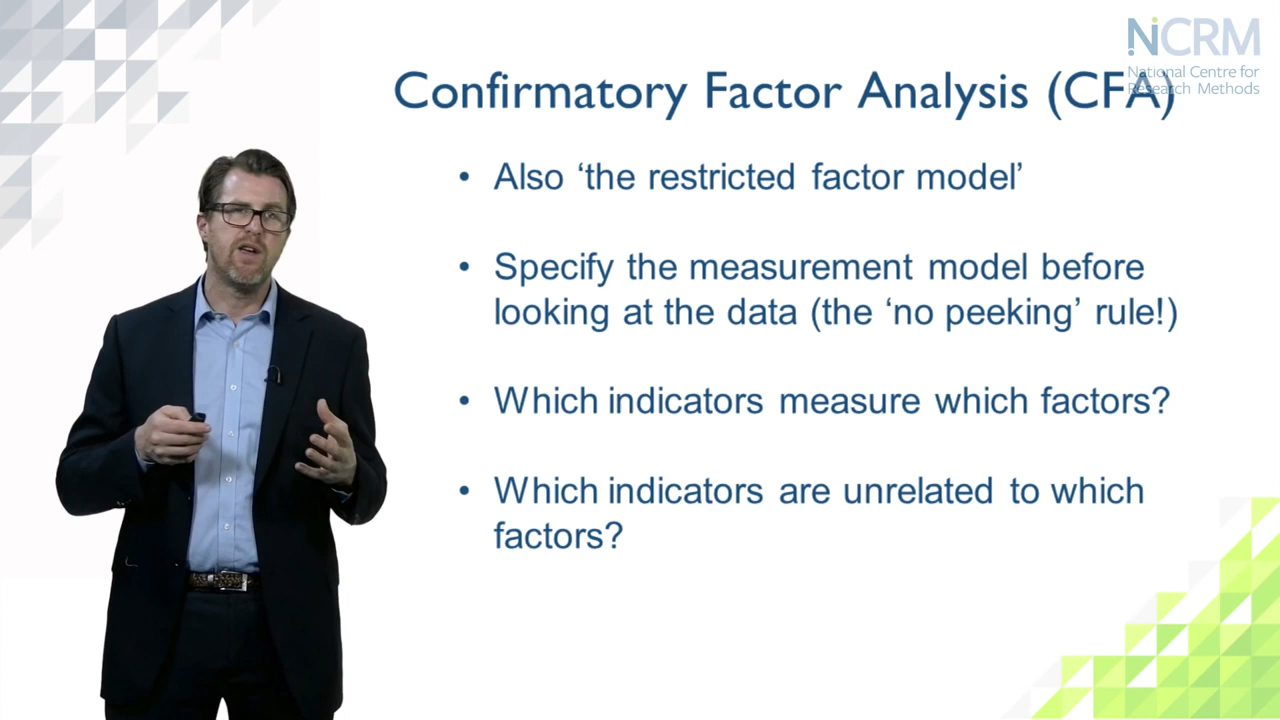 NCRM
National Centre for
Research Methods
Confirmatory Factor Analysis (CFA)
• Also ‘the restricted factor model’
• Specify the measurement model before
looking at the data (the ‘no peeking’ rule!)
• Which indicators measure which factors?
• Which indicators are unrelated to which
factors?